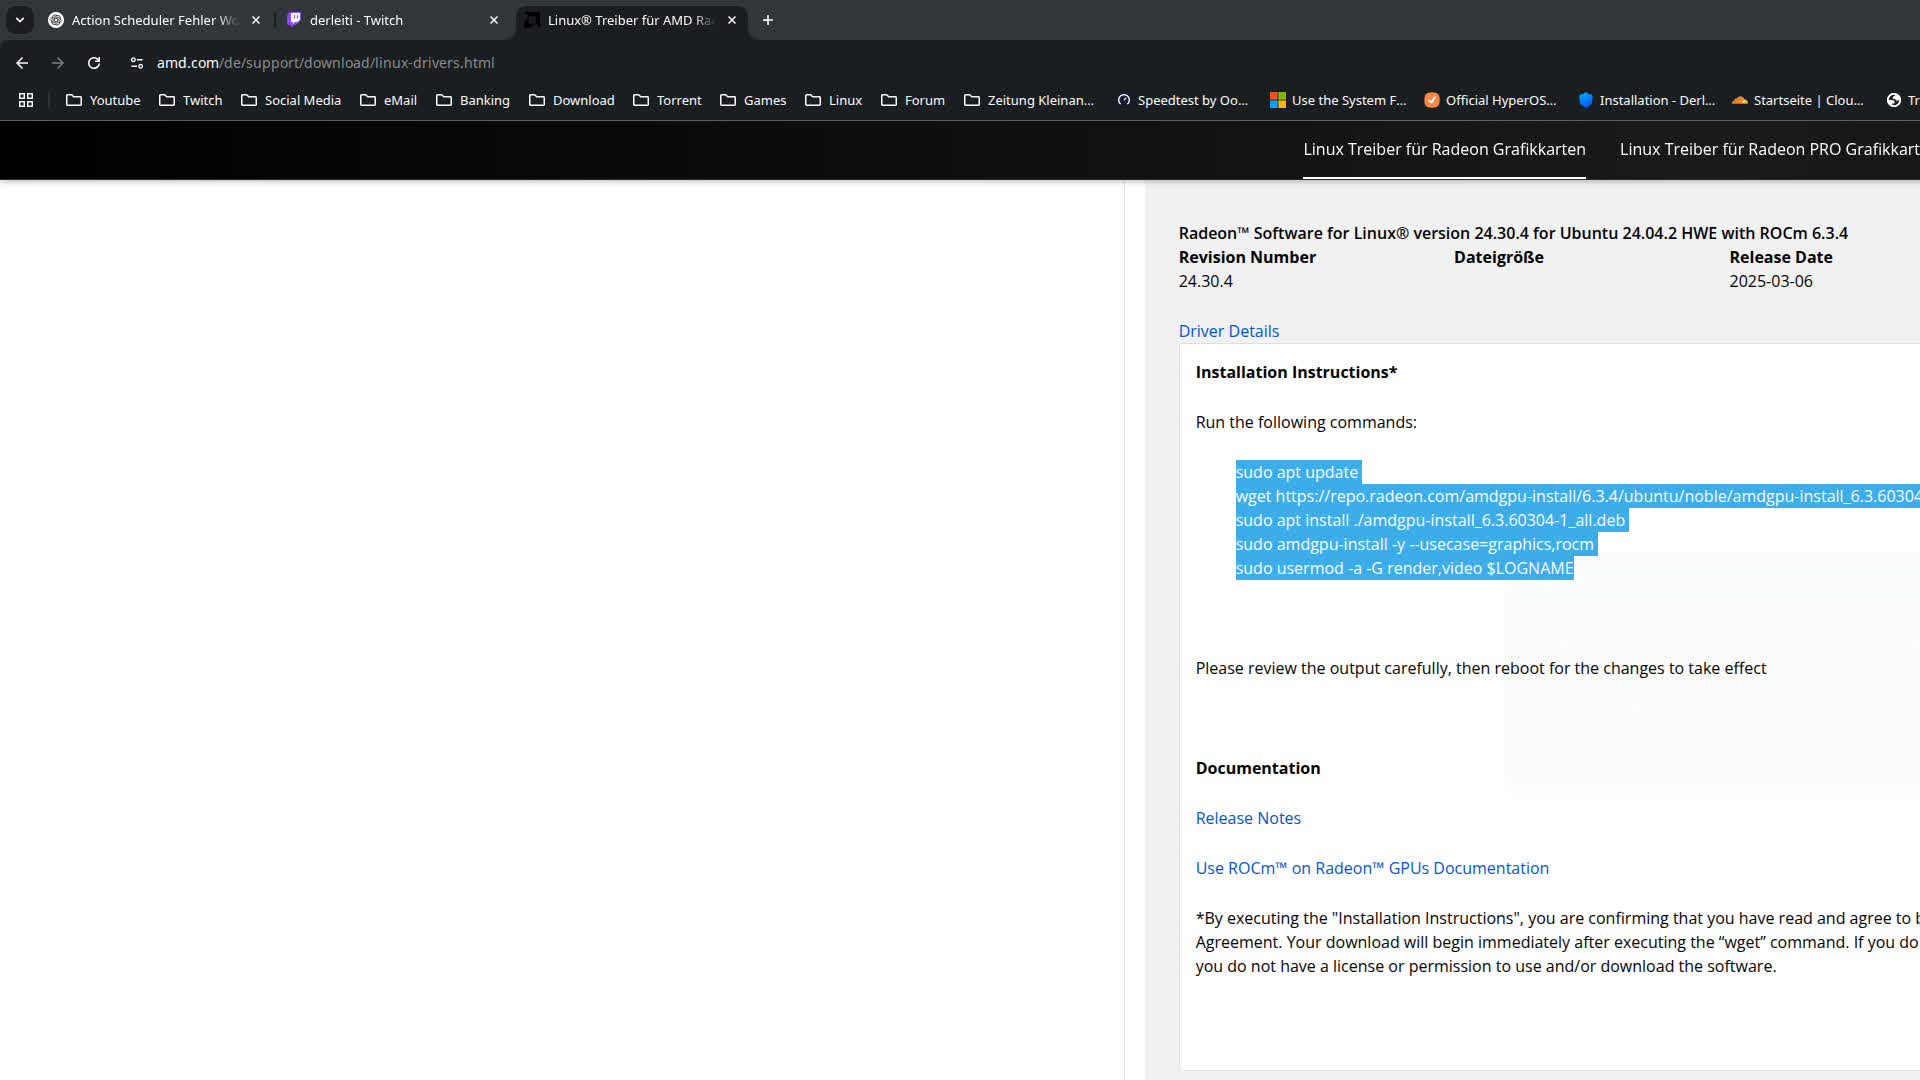 Action Scheduler Fehler Wo
derleiti - Twitch
Linux® Treiber für AMD Ra
amd.com/de/support/download/linux-drivers.html
Youtube
Twitch
Social Media
eMail
Banking
Download
Torrent
Games
Linux
Forum
Zeitung Kleinan...
Speedtest by Oo...
Use the System F...
Official HyperOS...
Installation - Derl...
Startseite | Clou...
Tr
Linux Treiber für Radeon Grafikkarten
Linux Treiber für Radeon PRO Grafikkart
Radeon™ Software for Linux® version 24.30.4 for Ubuntu 24.04.2 HWE with ROCm 6.3.4
Revision Number Dateigröße Release Date
24.30.4 2025-03-06
Driver Details
Installation Instructions*
Run the following commands:
sudo apt update
wget https://repo.radeon.com/amdgpu-install/6.3.4/ubuntu/noble/amdgpu-install_6.3.60304
sudo apt install ./amdgpu-install_6.3.60304-1_all.deb
sudo amdgpu-install -y --usecase=graphics,rocm
sudo usermod -a -G render,video $LOGNAME
Please review the output carefully, then reboot for the changes to take effect
Documentation
Release Notes
Use ROCm™ on Radeon™ GPUs Documentation
*By executing the "Installation Instructions", you are confirming that you have read and agree to b
Agreement. Your download will begin immediately after executing the “wget” command. If you do
you do not have a license or permission to use and/or download the software.